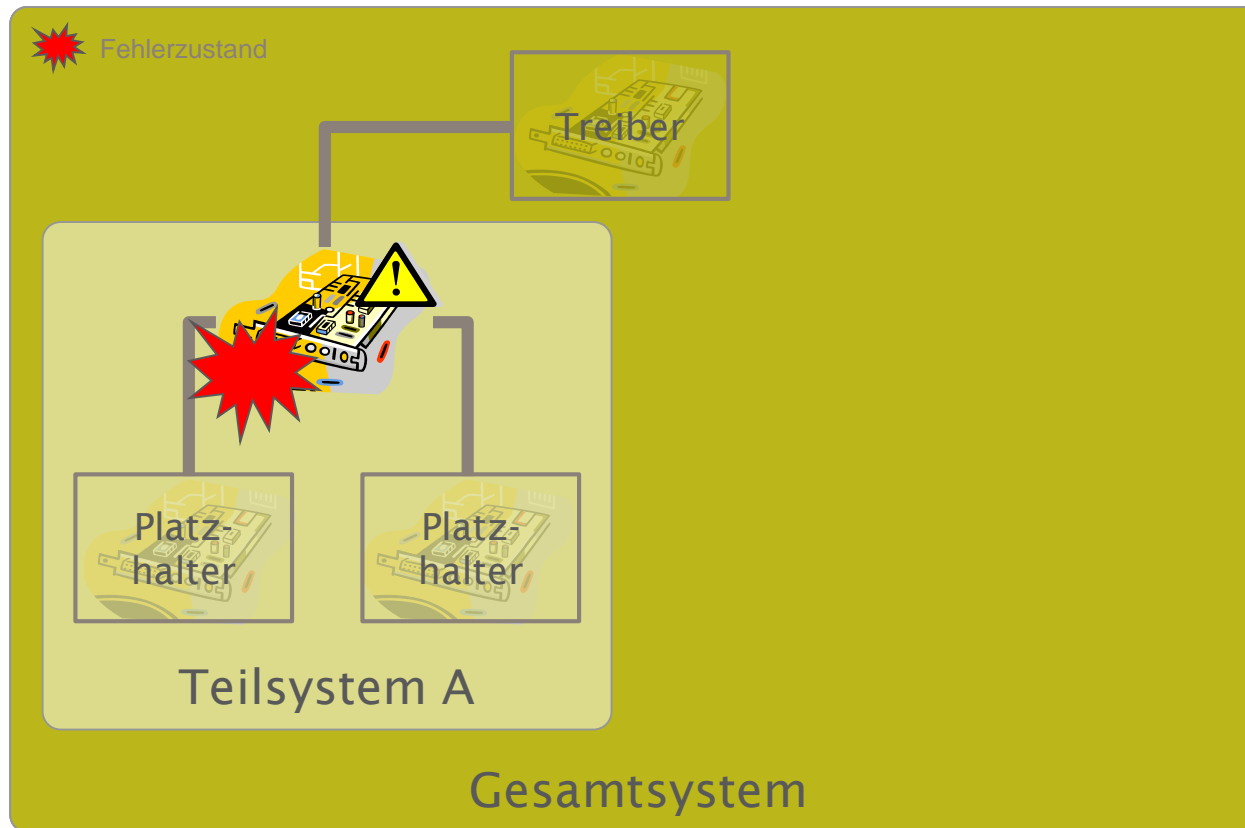 Fehlerzustand
Treiber
Platz-
halter
Platz-
halter
Teilsystem A
Gesamtsystem